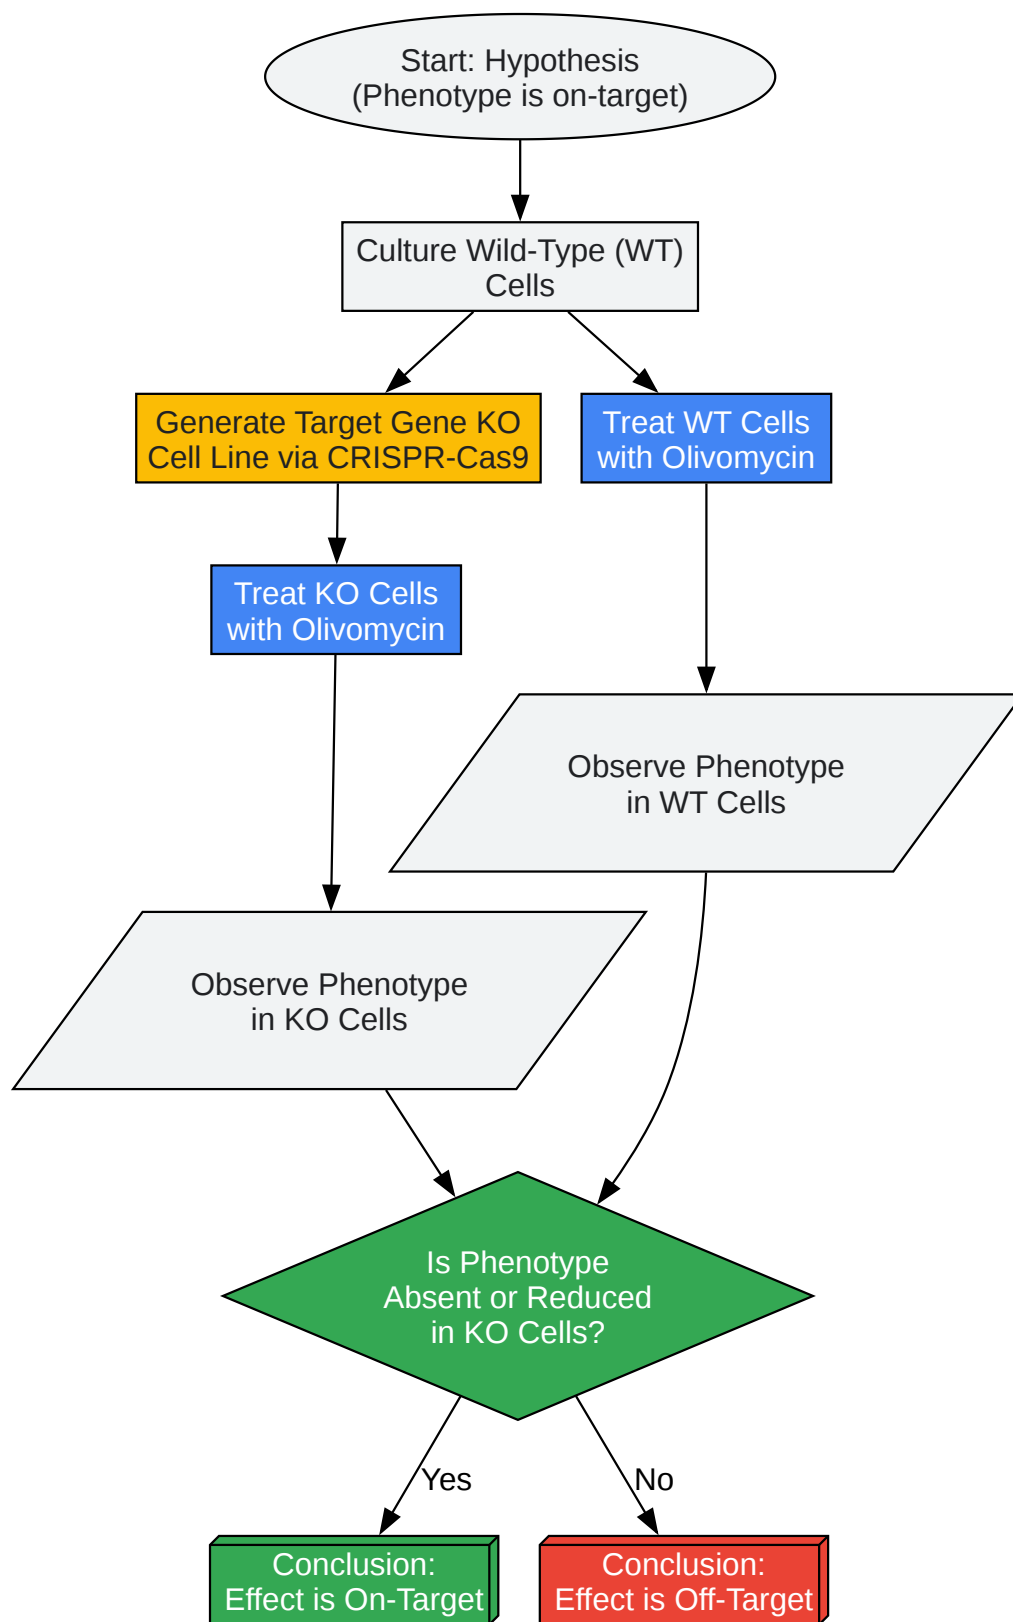 Start: Hypothesis
(Phenotype is on-target)
Culture Wild-Type (WT)
Cells
Generate Target Gene KO
Cell Line via CRISPR-Cas9
Treat WT Cells
with Olivomycin
Treat KO Cells
with Olivomycin
Observe Phenotype
in WT Cells
Observe Phenotype
in KO Cells
Is Phenotype
Absent or Reduced
in KO Cells?
Yes
No
Conclusion:
Effect is On-Target
Conclusion:
Effect is Off-Target